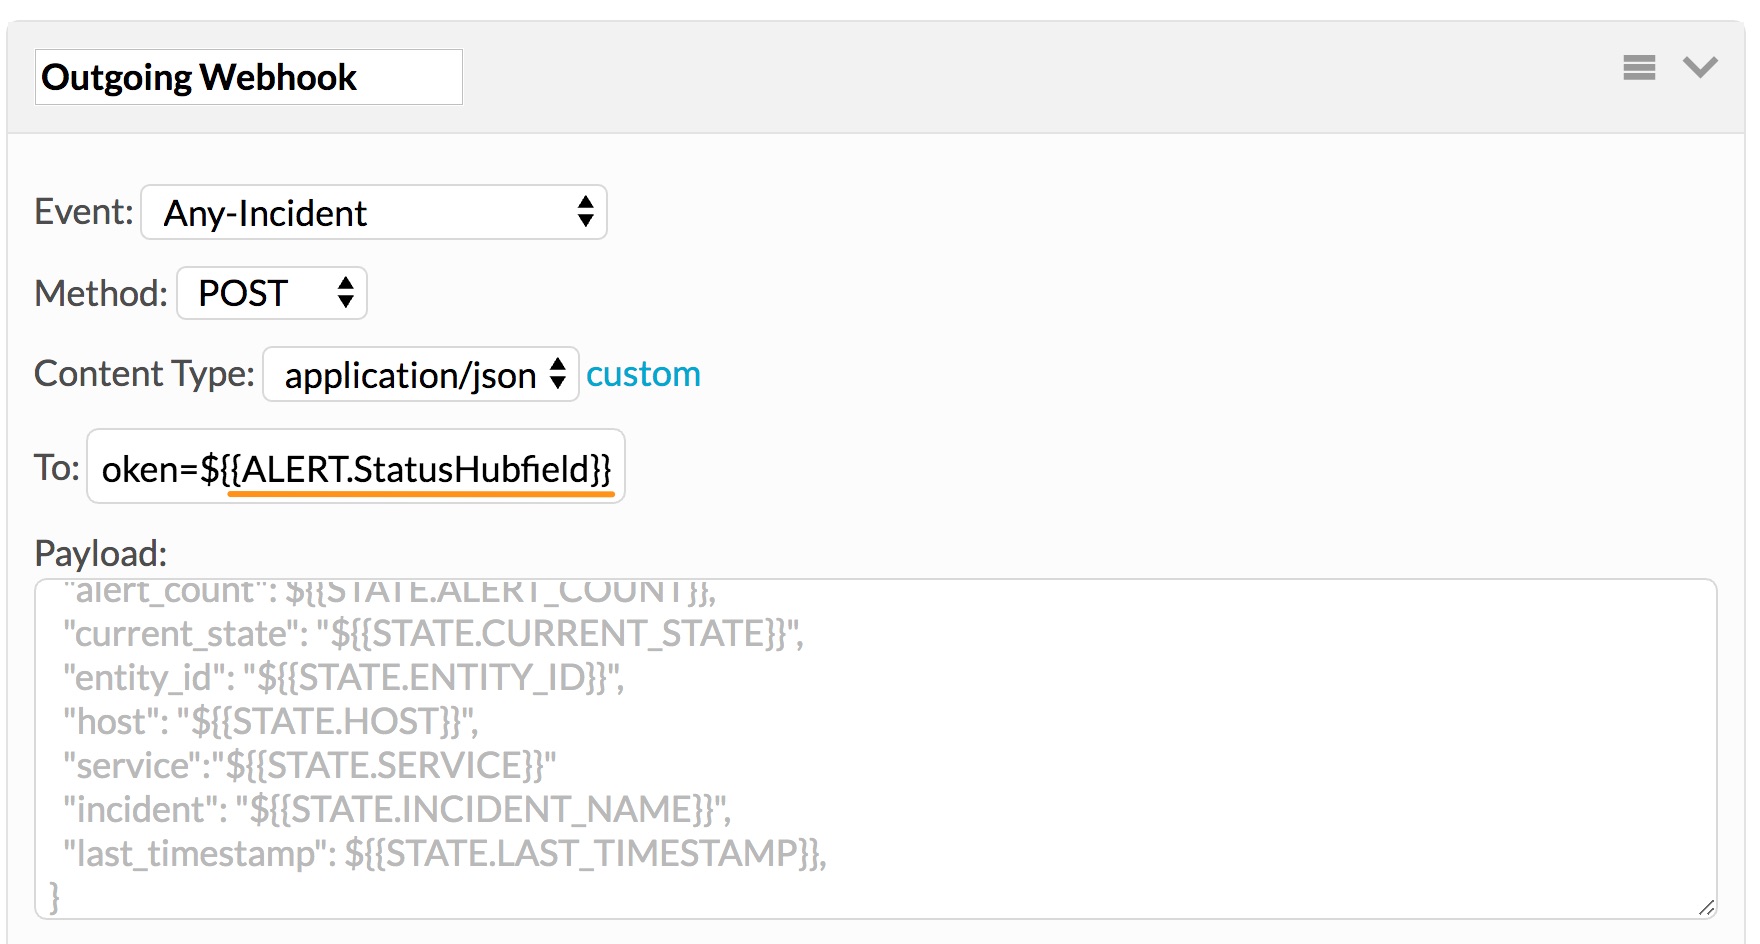 Outgoing Webhook
Event: Any-Incident
Method: POST
Content Type: application/json custom
To: oken=${{ALERT.StatusHubfield}}
Payload:
"alert_count": ${{STATE.ALERT_COUNT}},
"current_state": "${{STATE.CURRENT_STATE}}",
"entity_id": "${{STATE.ENTITY_ID}}",
"host": "${{STATE.HOST}}",
"service":"${{STATE.SERVICE}}"
"incident": "${{STATE.INCIDENT_NAME}}",
"last_timestamp": ${{STATE.LAST_TIMESTAMP}},
}